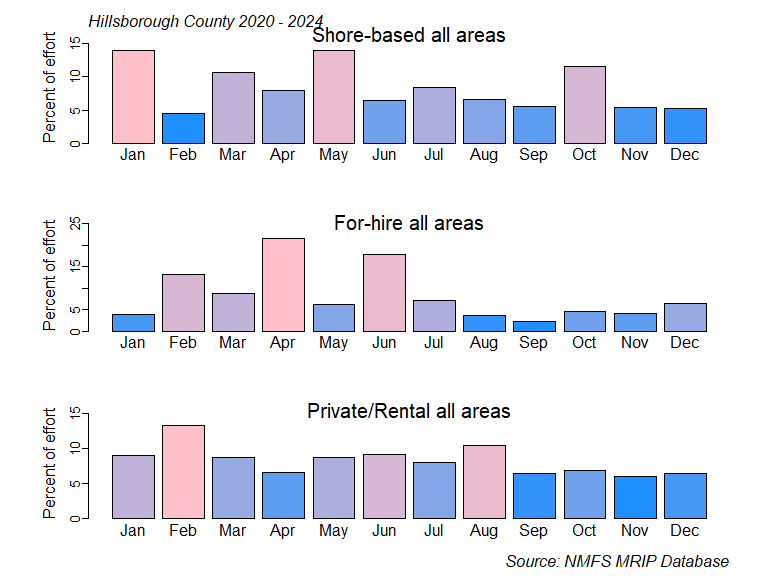 Hillsborough County 2020 - 2024
Shore-based all areas
Percent of effort
15
10
5
0
Jan Feb Mar Apr May Jun Jul Aug Sep Oct Nov Dec
For-hire all areas
Percent of effort
25
15
5
0
Jan Feb Mar Apr May Jun Jul Aug Sep Oct Nov Dec
Private/Rental all areas
Percent of effort
15
10
5
0
Jan Feb Mar Apr May Jun Jul Aug Sep Oct Nov Dec
Source: NMFS MRIP Database